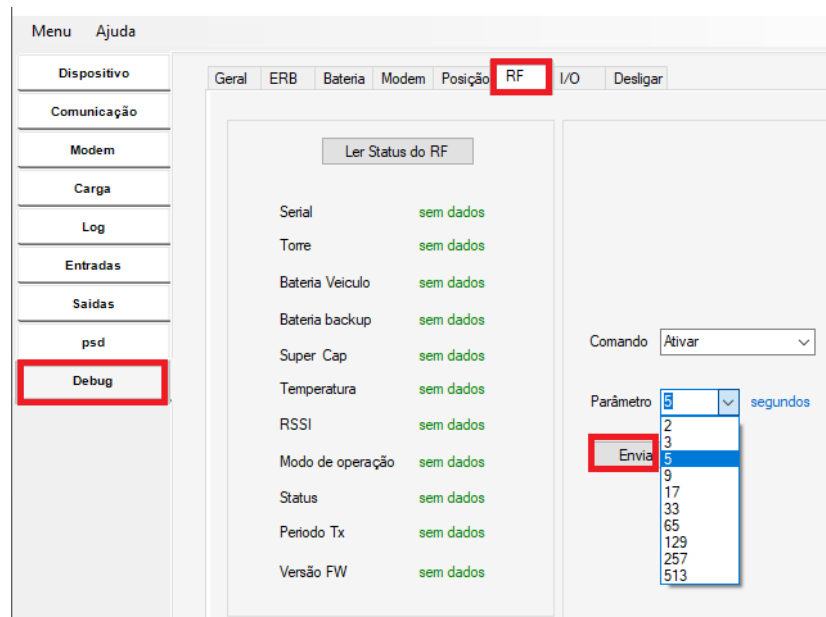 Menu Ajuda
Dispositivo
Comunicação
Modem
Carga
Log
Entradas
Saidas
psd
Debug
Geral ERB Bateria Modem Posição RF I/O Desligar
Ler Status do RF
Serial sem dados
Torre sem dados
Bateria Veiculo sem dados
Bateria backup sem dados
Super Cap sem dados
Temperatura sem dados
RSSI sem dados
Modo de operação sem dados
Status sem dados
Periodo Tx sem dados
Versão FW sem dados
Comando Ativar
Parâmetro 5 segundos
Envia
2
3
5
9
17
33
65
129
257
513